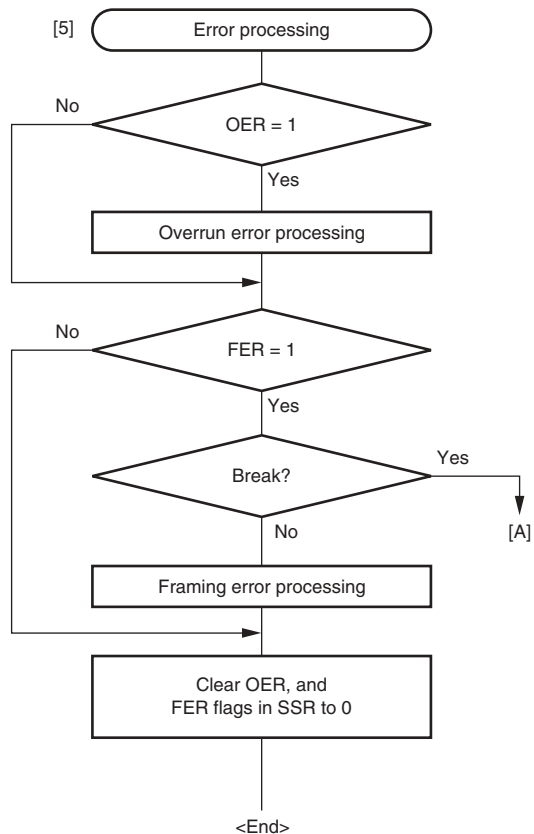 [5]
Error processing
No
OER = 1
Yes
Overrun error processing
No
FER = 1
Yes
Break?
Yes
No
[A]
Framing error processing
Clear OER, and
FER flags in SSR to 0
<End>